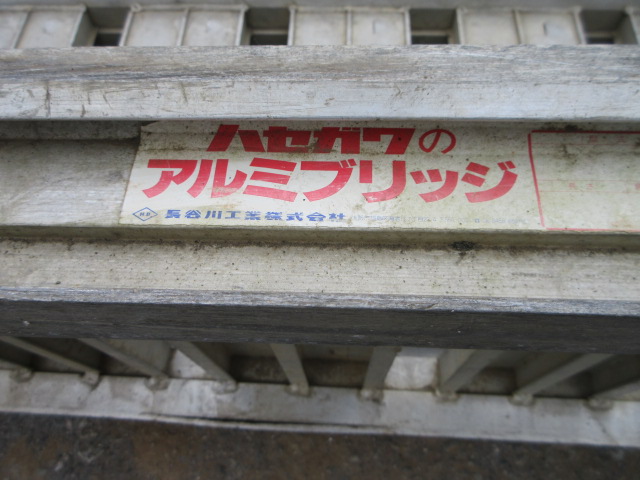 ハセガワの
アルミブリッジ
長谷川工業株式会社